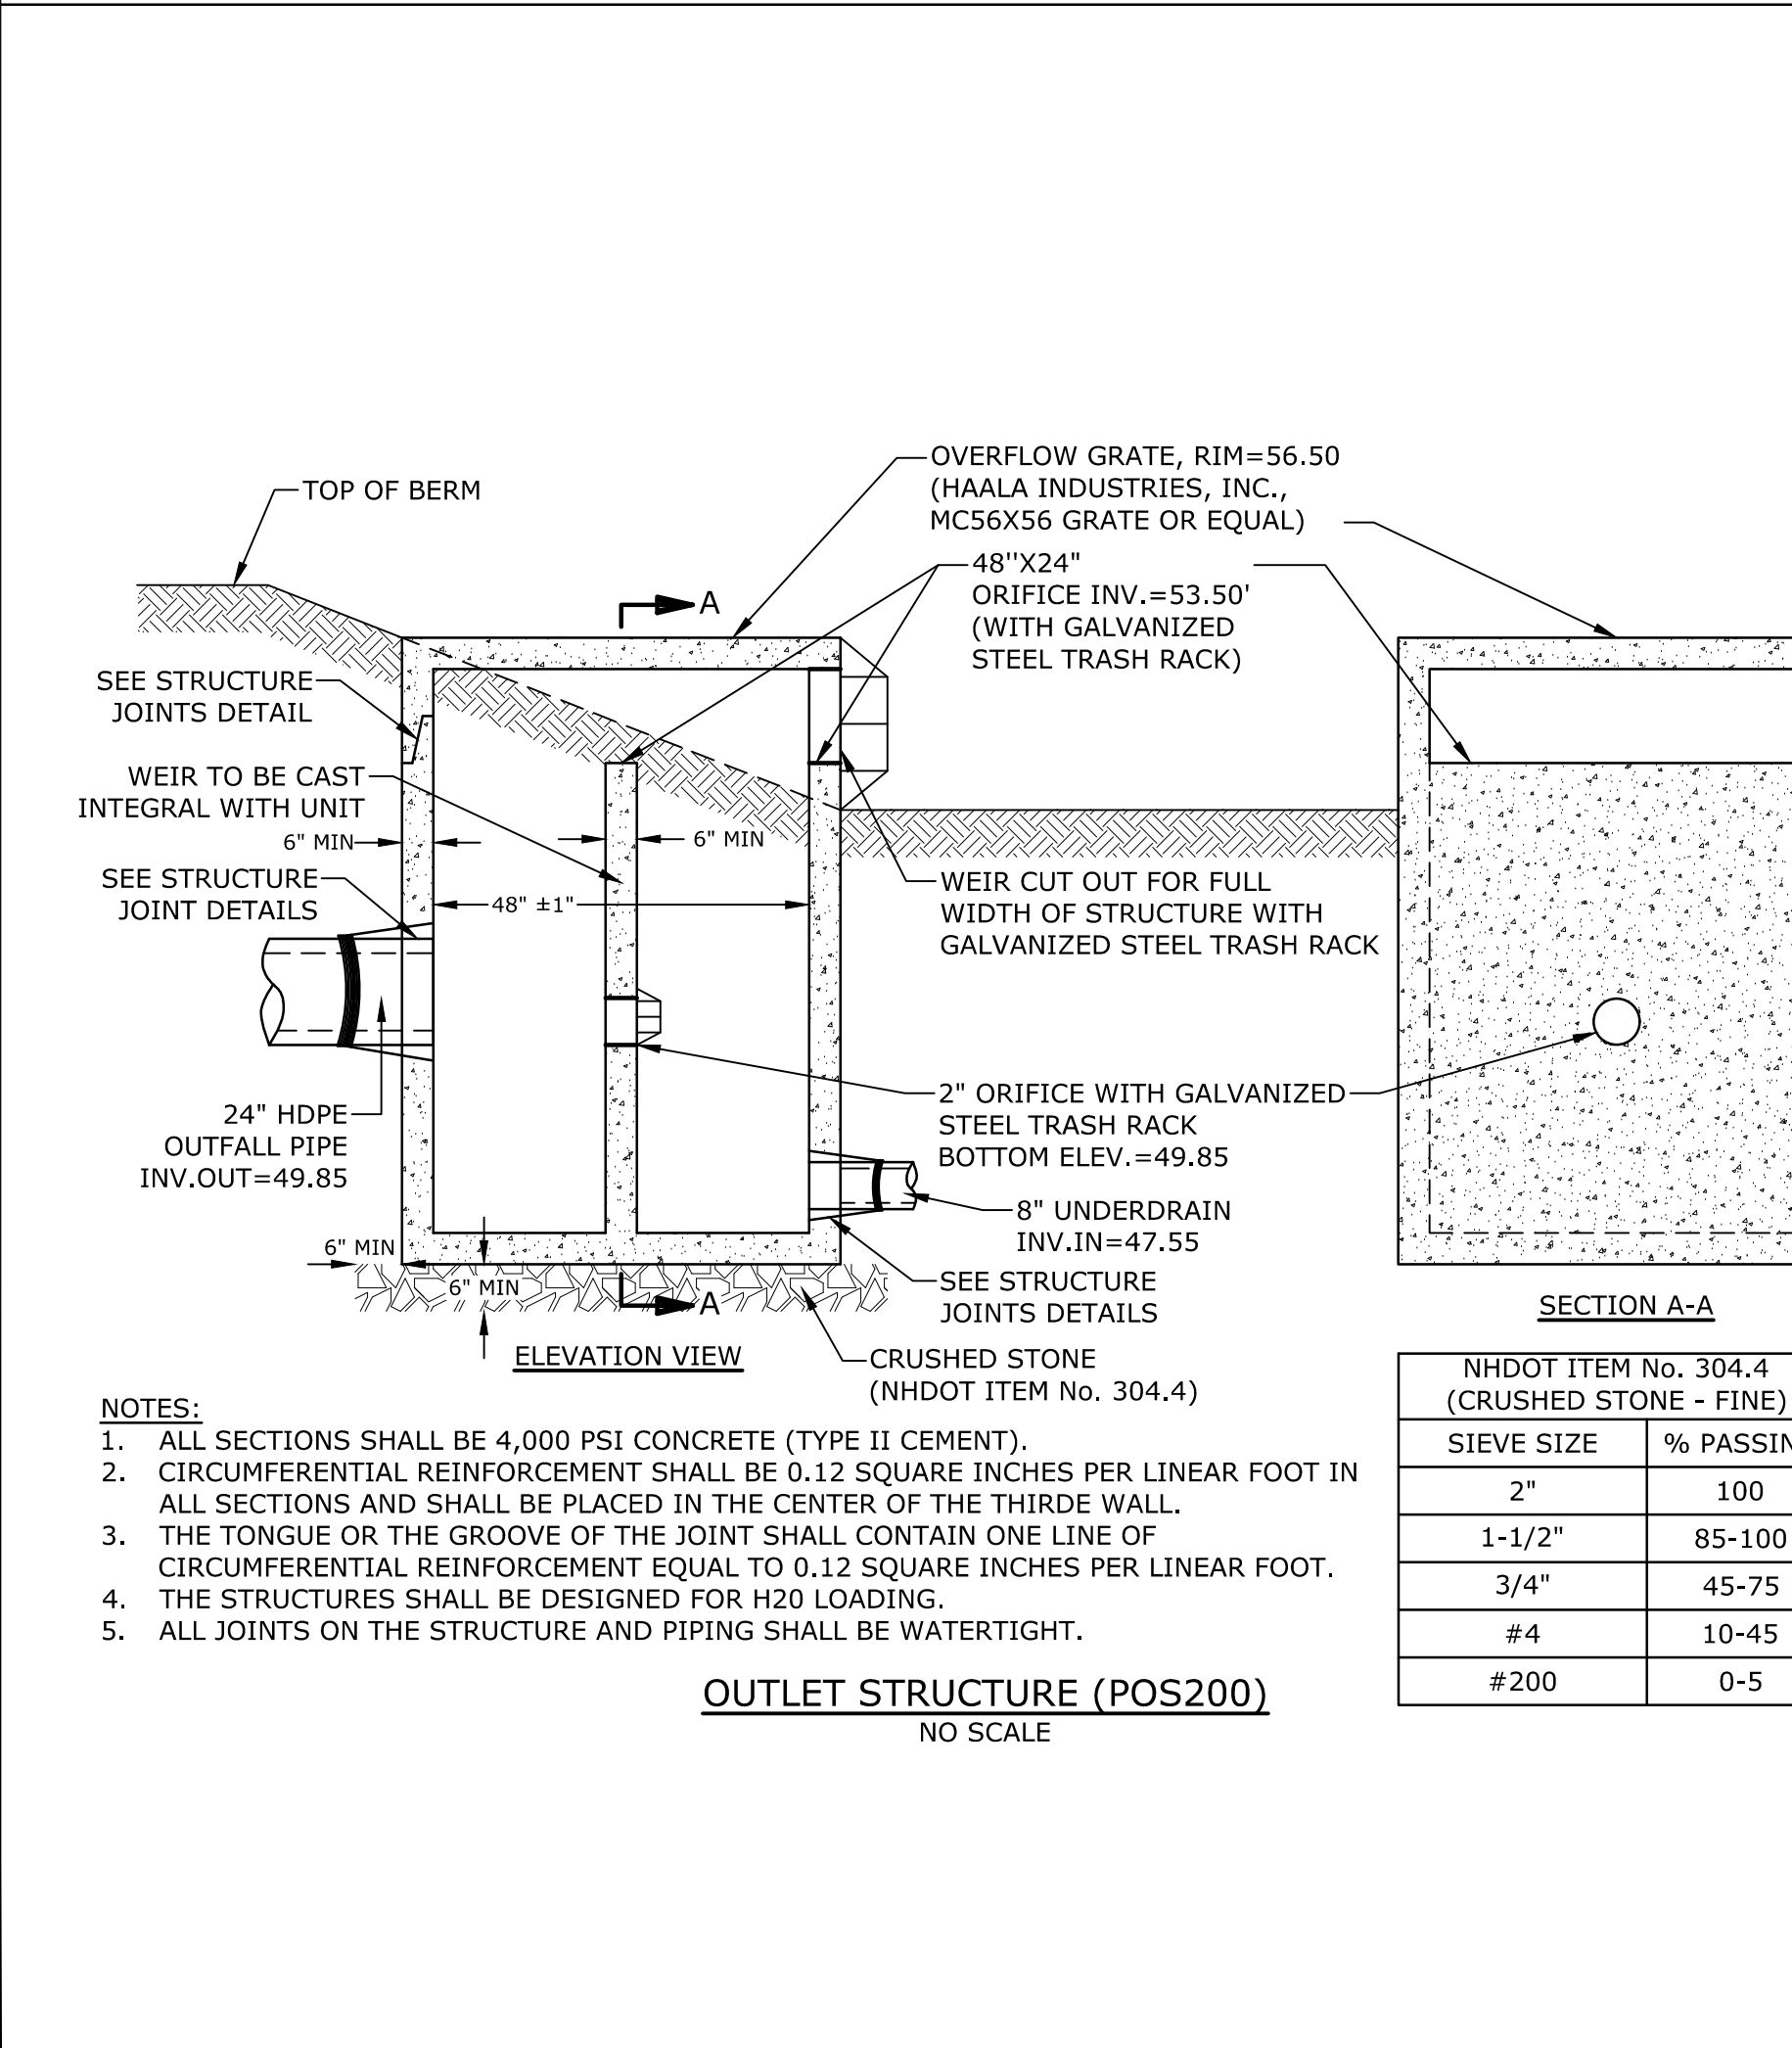 OVERFLOW GRATE, RIM=56.50
(HAALA INDUSTRIES, INC.,
MC56X56 GRATE OR EQUAL)
TOP OF BERM
48''X24"
ORIFICE INV.=53.50'
(WITH GALVANIZED
STEEL TRASH RACK)
A
SEE STRUCTURE
JOINTS DETAIL
WEIR TO BE CAST
INTEGRAL WITH UNIT
6" MIN
6" MIN
SEE STRUCTURE
JOINT DETAILS
48" ±1"
WEIR CUT OUT FOR FULL
WIDTH OF STRUCTURE WITH
GALVANIZED STEEL TRASH RACK
24" HDPE
OUTFALL PIPE
INV.OUT=49.85
2" ORIFICE WITH GALVANIZED
STEEL TRASH RACK
BOTTOM ELEV.=49.85
8" UNDERDRAIN
INV.IN=47.55
6" MIN
6" MIN
A
SEE STRUCTURE
JOINTS DETAILS
ELEVATION VIEW
CRUSHED STONE
(NHDOT ITEM No. 304.4)
SECTION A-A
NOTES:
1. ALL SECTIONS SHALL BE 4,000 PSI CONCRETE (TYPE II CEMENT).
2. CIRCUMFERENTIAL REINFORCEMENT SHALL BE 0.12 SQUARE INCHES PER LINEAR FOOT IN
ALL SECTIONS AND SHALL BE PLACED IN THE CENTER OF THE THIRDE WALL.
3. THE TONGUE OR THE GROOVE OF THE JOINT SHALL CONTAIN ONE LINE OF
CIRCUMFERENTIAL REINFORCEMENT EQUAL TO 0.12 SQUARE INCHES PER LINEAR FOOT.
4. THE STRUCTURES SHALL BE DESIGNED FOR H20 LOADING.
5. ALL JOINTS ON THE STRUCTURE AND PIPING SHALL BE WATERTIGHT.
NHDOT ITEM No. 304.4
(CRUSHED STONE - FINE)
SIEVE SIZE % PASSIN
2" 100
1-1/2" 85-100
3/4" 45-75
#4 10-45
#200 0-5
OUTLET STRUCTURE (POS200)
NO SCALE